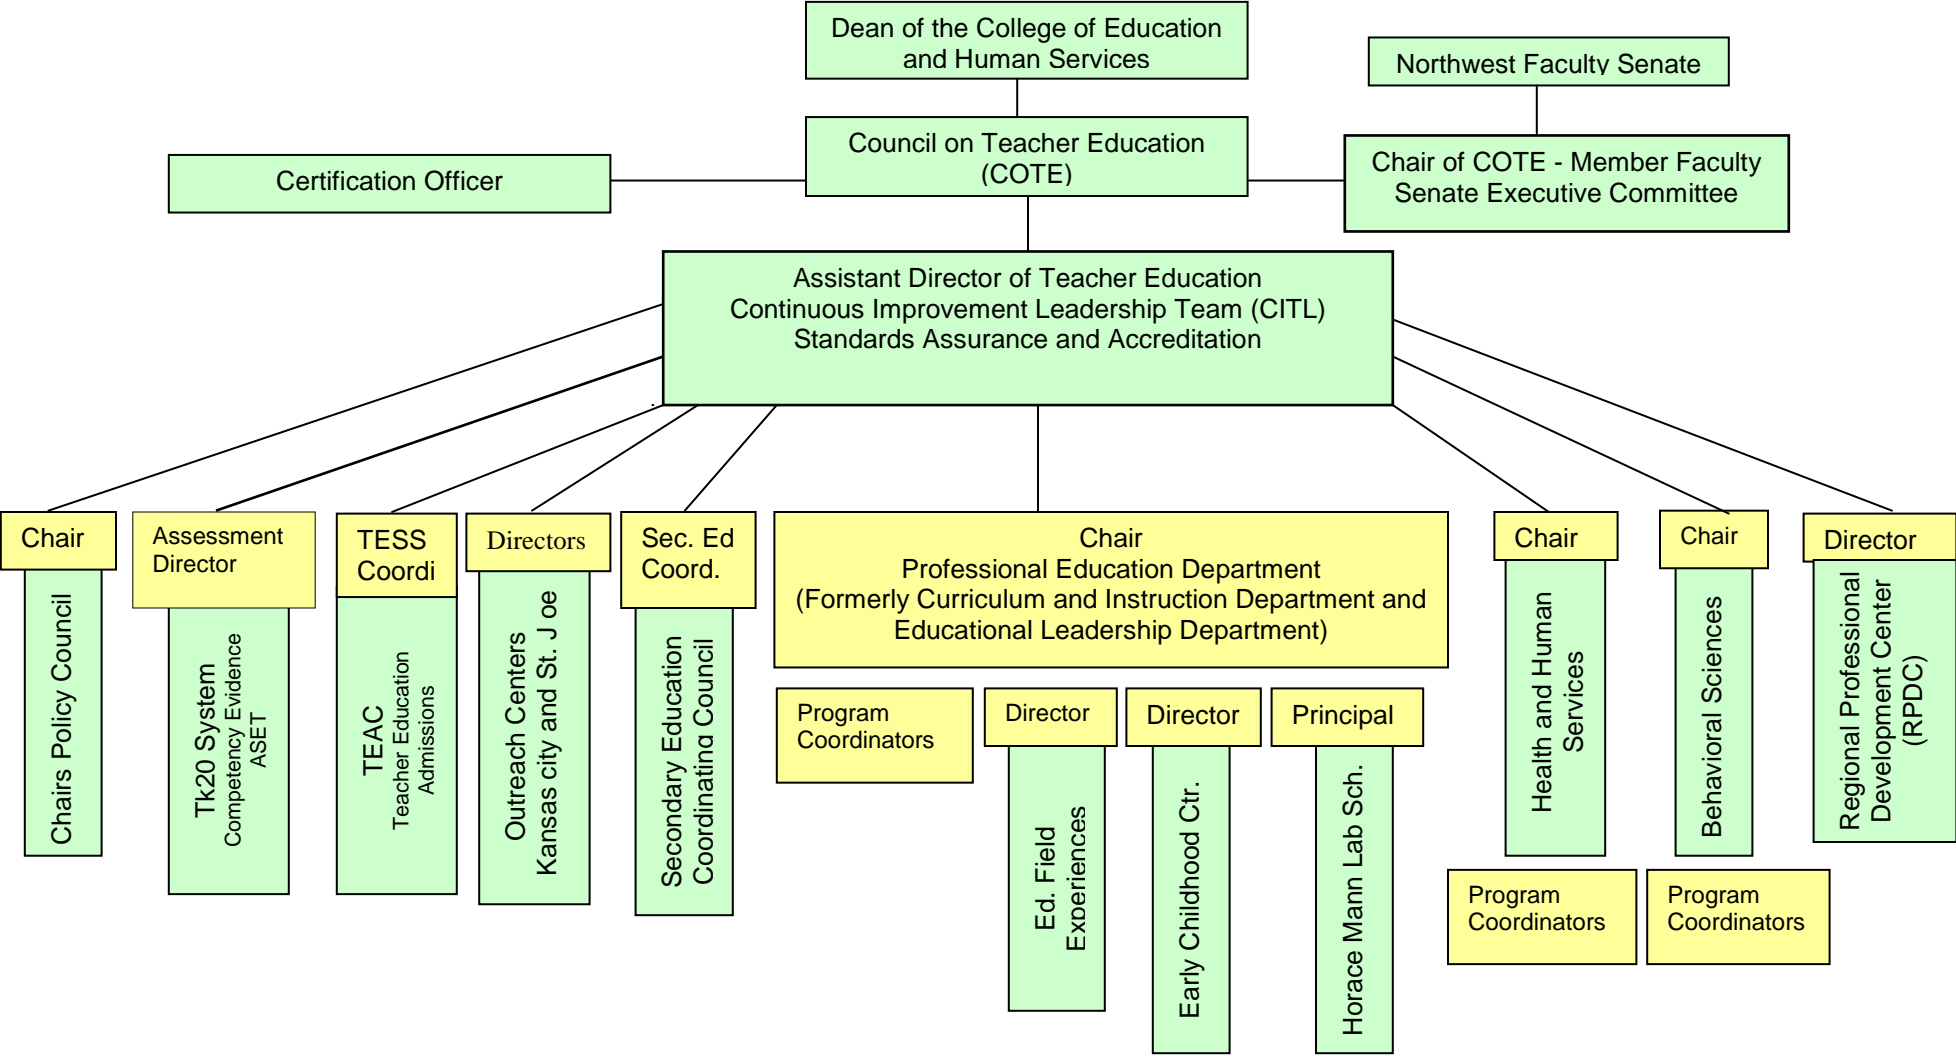 Dean of the College of Education
and Human Services
Northwest Faculty Senate
Council on Teacher Education
(COTE)
Chair of COTE - Member Faculty
Senate Executive Committee
Certification Officer
Assistant Director of Teacher Education
Continuous Improvement Leadership Team (CITL)
Standards Assurance and Accreditation
Chair
Chairs Policy Council
Assessment
Director
Tk20 System
Competency Evidence
ASET
TESS
Coordi
TEAC
Teacher Education
Admissions
Directors
Outreach Centers
Kansas city and St. J oe
Sec. Ed
Coord.
Secondary Education
Coordinating Council
Chair
Professional Education Department
(Formerly Curriculum and Instruction Department and
Educational Leadership Department)
Program
Coordinators
Director
Ed. Field
Experiences
Director
Early Childhood Ctr.
Principal
Horace Mann Lab Sch.
Chair
Health and Human
Services
Program
Coordinators
Chair
Behavioral Sciences
Program
Coordinators
Director
Regional Professional
Development Center
(RPDC)